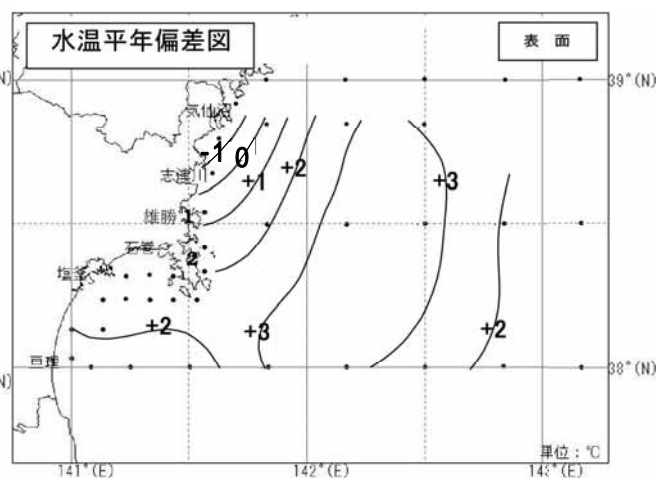 水温平年偏差図
表面
39°(N)
気仙沼
-1
0
+2
志津川
+1
+3
雄勝
1
石巻
2
塩釜
+2
+3
+2
亘理
38°(N)
単位：℃
141°(E)
142°(E)
143°(E)